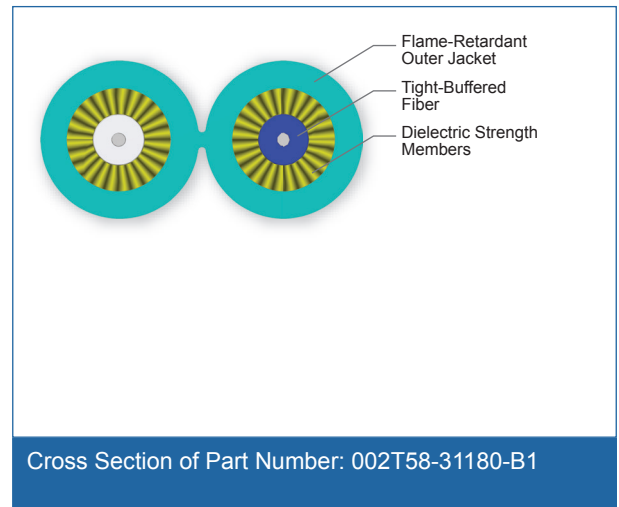 Flame-Retardant
Outer Jacket
Tight-Buffered
Fiber
Dielectric Strength
Members
Cross Section of Part Number: 002T58-31180-B1